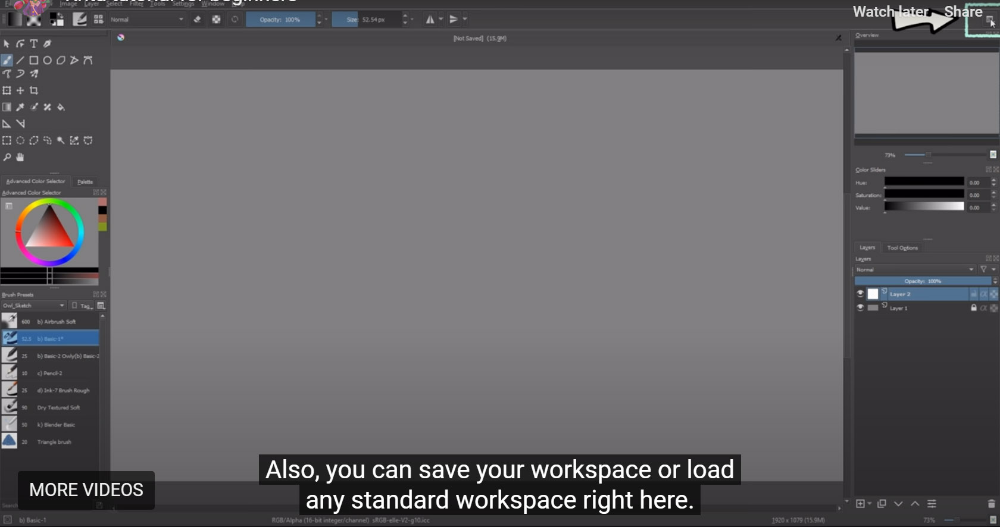 Krita tutorial for beginners
Watch later
Share
Image Layer Select Filter Tools Settings Window
Normal
Opacity: 100%
Size: 52.54 px
[Not Saved] (15.9M)
Overview
73%
Color Sliders
Hue: 0.00
Saturation: 0.00
Value: 0.00
Layers
Tool Options
Layers
Normal
Opacity: 100%
Layer 2
Layer 1
Advanced Color Selector
Palette
Advanced Color Selector
Brush Presets
Owl_Sketch
Tag
600 b) Airbrush Soft
52.5 b) Basic-1*
25 b) Basic-2 Owly(b) Basic-2
10 c) Pencil-2
25 d) Ink-7 Brush Rough
90 Dry Textured Soft
50 k) Blender Basic
20 Triangle brush
Also, you can save your workspace or load
any standard workspace right here.
MORE VIDEOS
Search
b) Basic-1
RGB/Alpha (16-bit integer/channel) sRGB-elle-V2-g10.icc
1920 x 1079 (15.9M)
73%